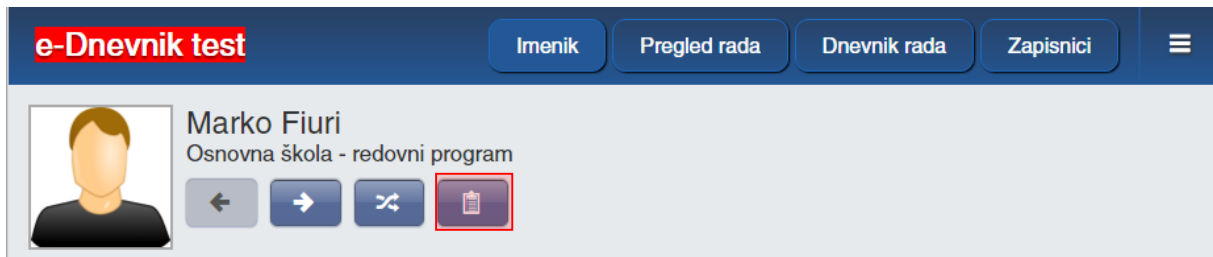 e-Dnevnik test
Imenik Pregled rada Dnevnik rada Zapisnici
Marko Fiuri
Osnovna škola - redovni program